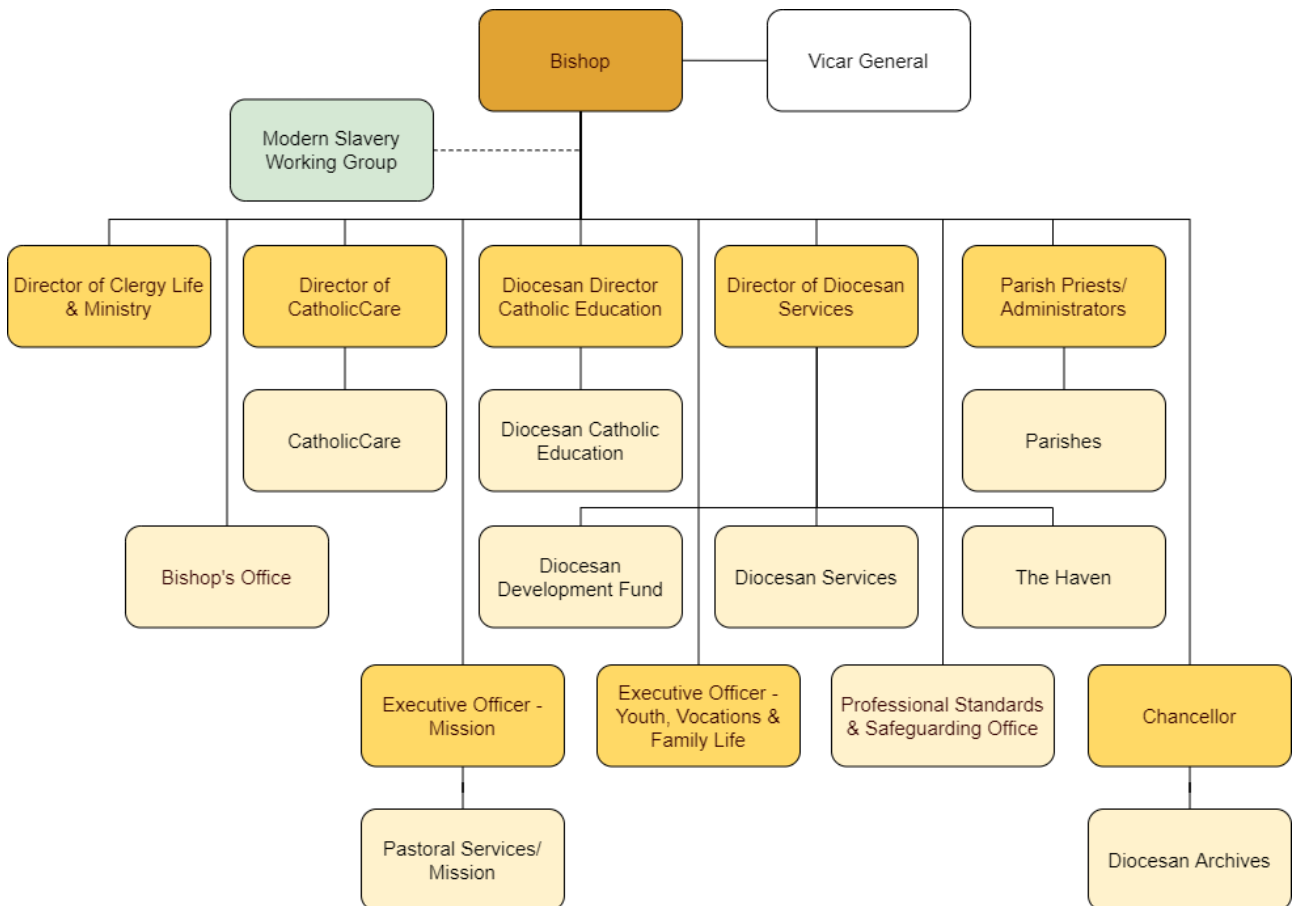 Bishop
Vicar General
Modern Slavery
Working Group
Director of Clergy Life
& Ministry
Director of
CatholicCare
Diocesan Director
Catholic Education
Director of Diocesan
Services
Parish Priests/
Administrators
CatholicCare
Diocesan Catholic
Education
Parishes
Bishop's Office
Diocesan
Development Fund
Diocesan Services
The Haven
Executive Officer -
Mission
Executive Officer -
Youth, Vocations &
Family Life
Professional Standards
& Safeguarding Office
Chancellor
Pastoral Services/
Mission
Diocesan Archives